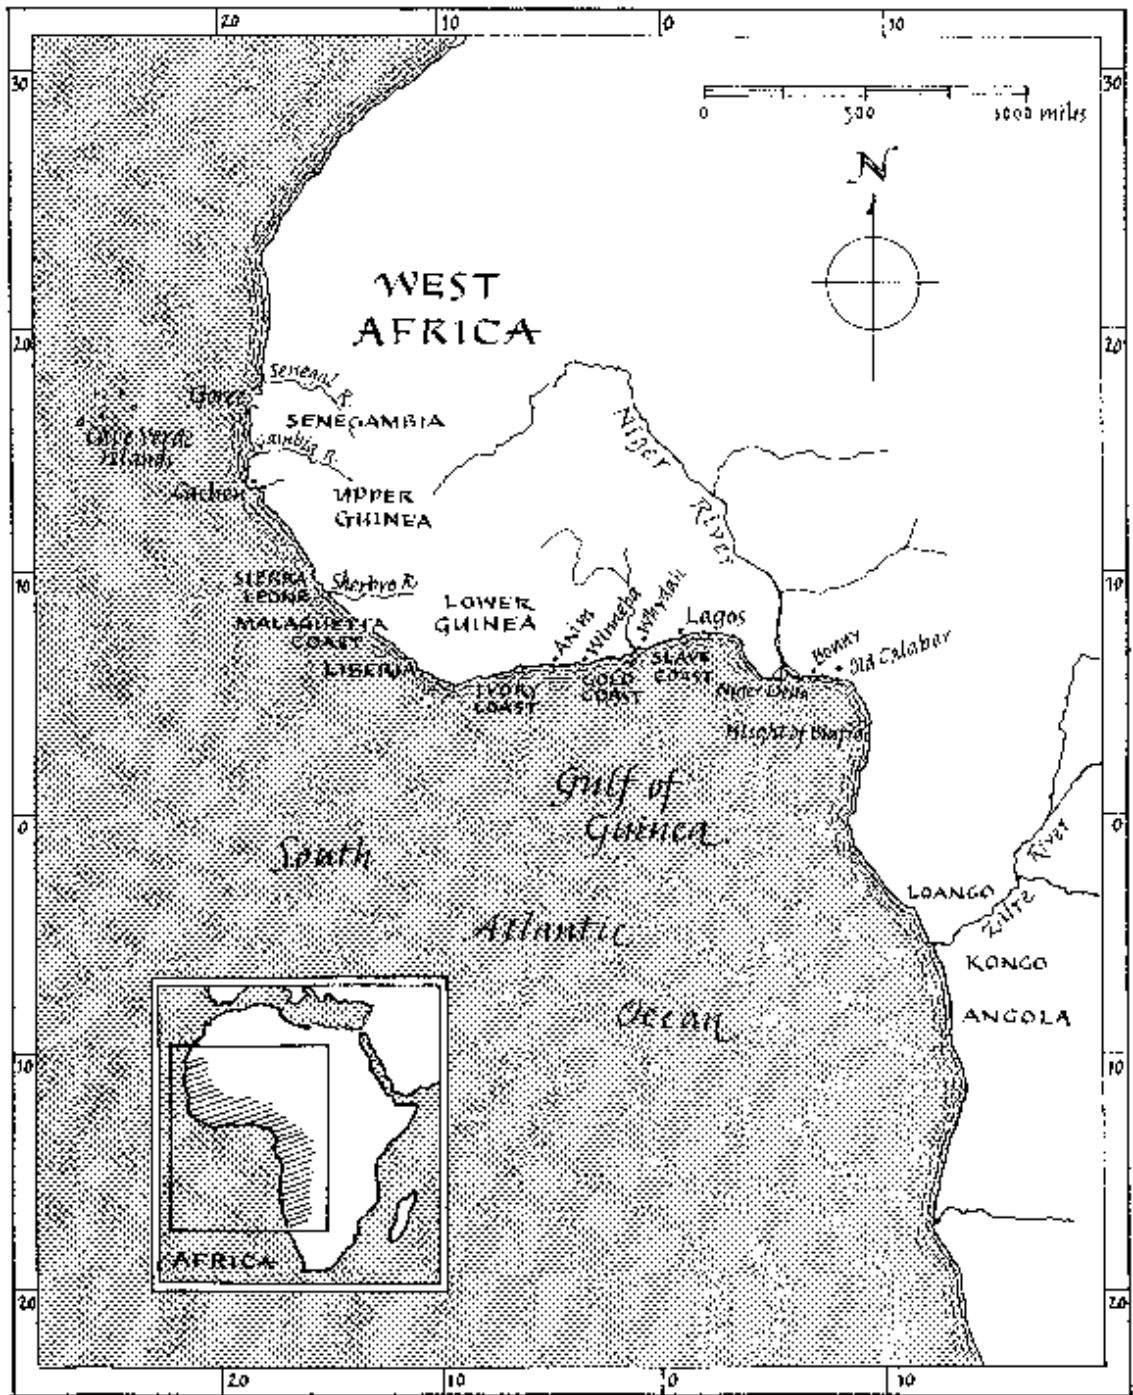 20 10 0 10
30 30
0 500 1000 miles
N
WEST
AFRICA
20 20
Senegal R.
Goree
SENEGAMBIA
Cape Verde
Islands
Gambia R.
Cacheu
UPPER
GUINEA
Niger
River
10 10
SIERRA
LEONE
Sherbro R.
MALAGUETTA
COAST
LOWER
GUINEA
Axim
Winneba
Whydah
Lagos
LIBERIA
IVORY
COAST
GOLD
COAST
SLAVE
COAST
Niger Delta
Bonny
Old Calabar
Bight of Biafra
Gulf of
Guinea
0 0
South
Atlantic
Ocean
LOANGO
Zaire
River
KONGO
ANGOLA
10 10
AFRICA
20 20
20 10 0 10